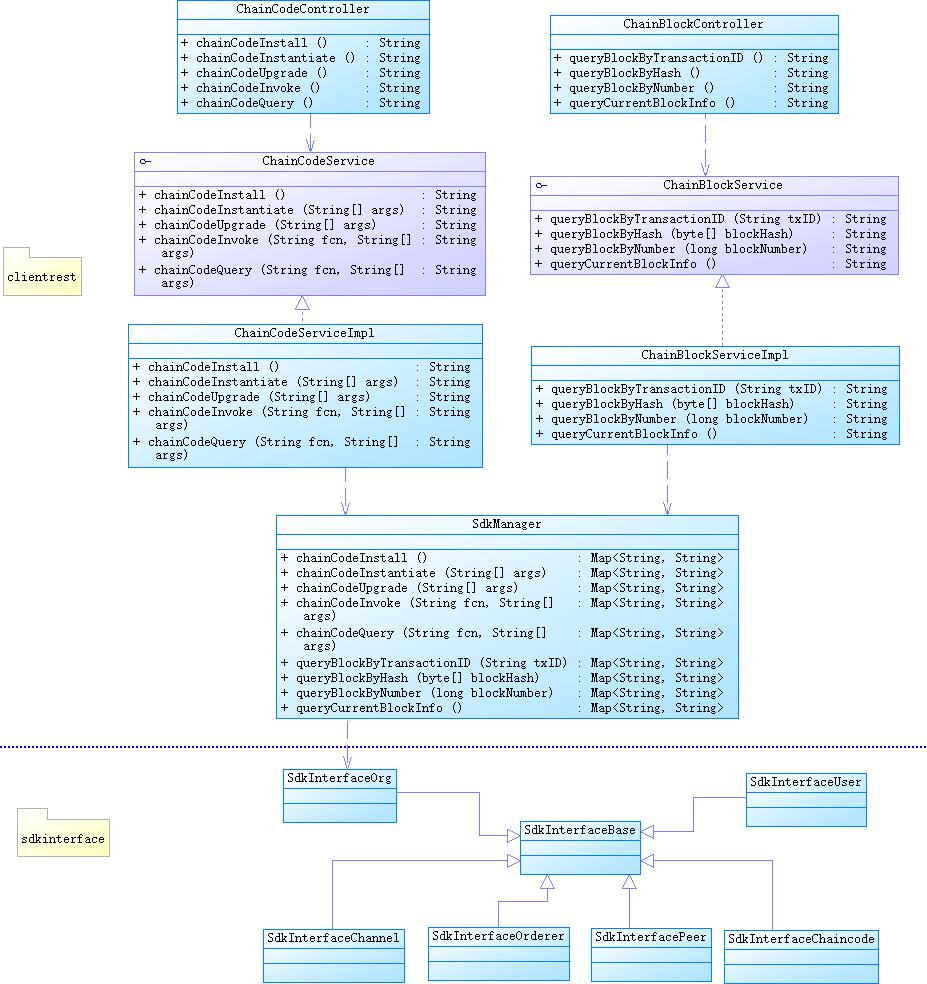 ChainCodeController
+ chainCodeInstall () : String
+ chainCodeInstantiate () : String
+ chainCodeUpgrade () : String
+ chainCodeInvoke () : String
+ chainCodeQuery () : String
ChainBlockController
+ queryBlockByTransactionID () : String
+ queryBlockByHash () : String
+ queryBlockByNumber () : String
+ queryCurrentBlockInfo () : String
ChainCodeService
+ chainCodeInstall () : String
+ chainCodeInstantiate (String[] args) : String
+ chainCodeUpgrade (String[] args) : String
+ chainCodeInvoke (String fcn, String[] : String
args)
+ chainCodeQuery (String fcn, String[] : String
args)
ChainBlockService
+ queryBlockByTransactionID (String txID) : String
+ queryBlockByHash (byte[] blockHash) : String
+ queryBlockByNumber (long blockNumber) : String
+ queryCurrentBlockInfo () : String
clientrest
ChainCodeServiceImpl
+ chainCodeInstall () : String
+ chainCodeInstantiate (String[] args) : String
+ chainCodeUpgrade (String[] args) : String
+ chainCodeInvoke (String fcn, String[] : String
args)
+ chainCodeQuery (String fcn, String[] : String
args)
ChainBlockServiceImpl
+ queryBlockByTransactionID (String txID) : String
+ queryBlockByHash (byte[] blockHash) : String
+ queryBlockByNumber (long blockNumber) : String
+ queryCurrentBlockInfo () : String
SdkManager
+ chainCodeInstall () : Map<String, String>
+ chainCodeInstantiate (String[] args) : Map<String, String>
+ chainCodeUpgrade (String[] args) : Map<String, String>
+ chainCodeInvoke (String fcn, String[] : Map<String, String>
args)
+ chainCodeQuery (String fcn, String[] : Map<String, String>
args)
+ queryBlockByTransactionID (String txID) : Map<String, String>
+ queryBlockByHash (byte[] blockHash) : Map<String, String>
+ queryBlockByNumber (long blockNumber) : Map<String, String>
+ queryCurrentBlockInfo () : Map<String, String>
SdkInterfaceOrg
SdkInterfaceUser
sdkinterface
SdkInterfaceBase
SdkInterfaceChannel
SdkInterfaceOrderer
SdkInterfacePeer
SdkInterfaceChaincode